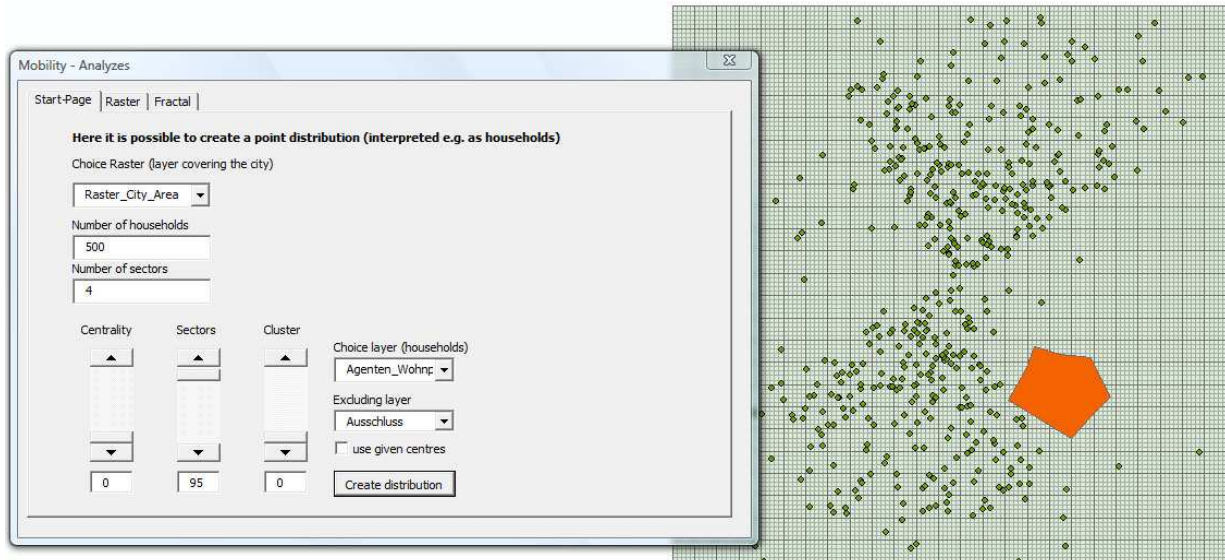 Mobility - Analyzes
Start-Page Raster Fractal
Here it is possible to create a point distribution (interpreted e.g. as households)
Choice Raster (layer covering the city)
Raster_City_Area
Number of households
500
Number of sectors
4
Centrality Sectors Cluster
Choice layer (households)
Agenten_Wohnp
Excluding layer
Ausschluss
use given centres
0 95 0
Create distribution